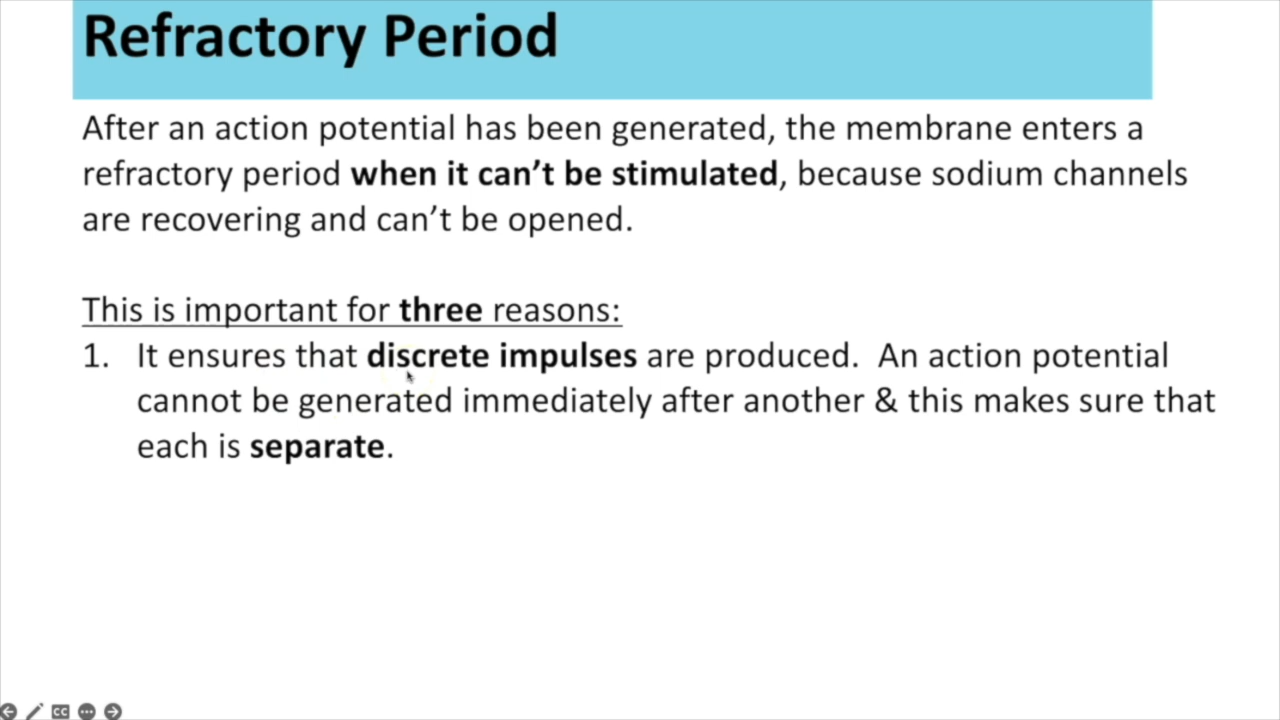 Refractory Period
After an action potential has been generated, the membrane enters a
refractory period when it can’t be stimulated, because sodium channels
are recovering and can’t be opened.
This is important for three reasons:
1. It ensures that discrete impulses are produced.  An action potential
cannot be generated immediately after another & this makes sure that
each is separate.
CC